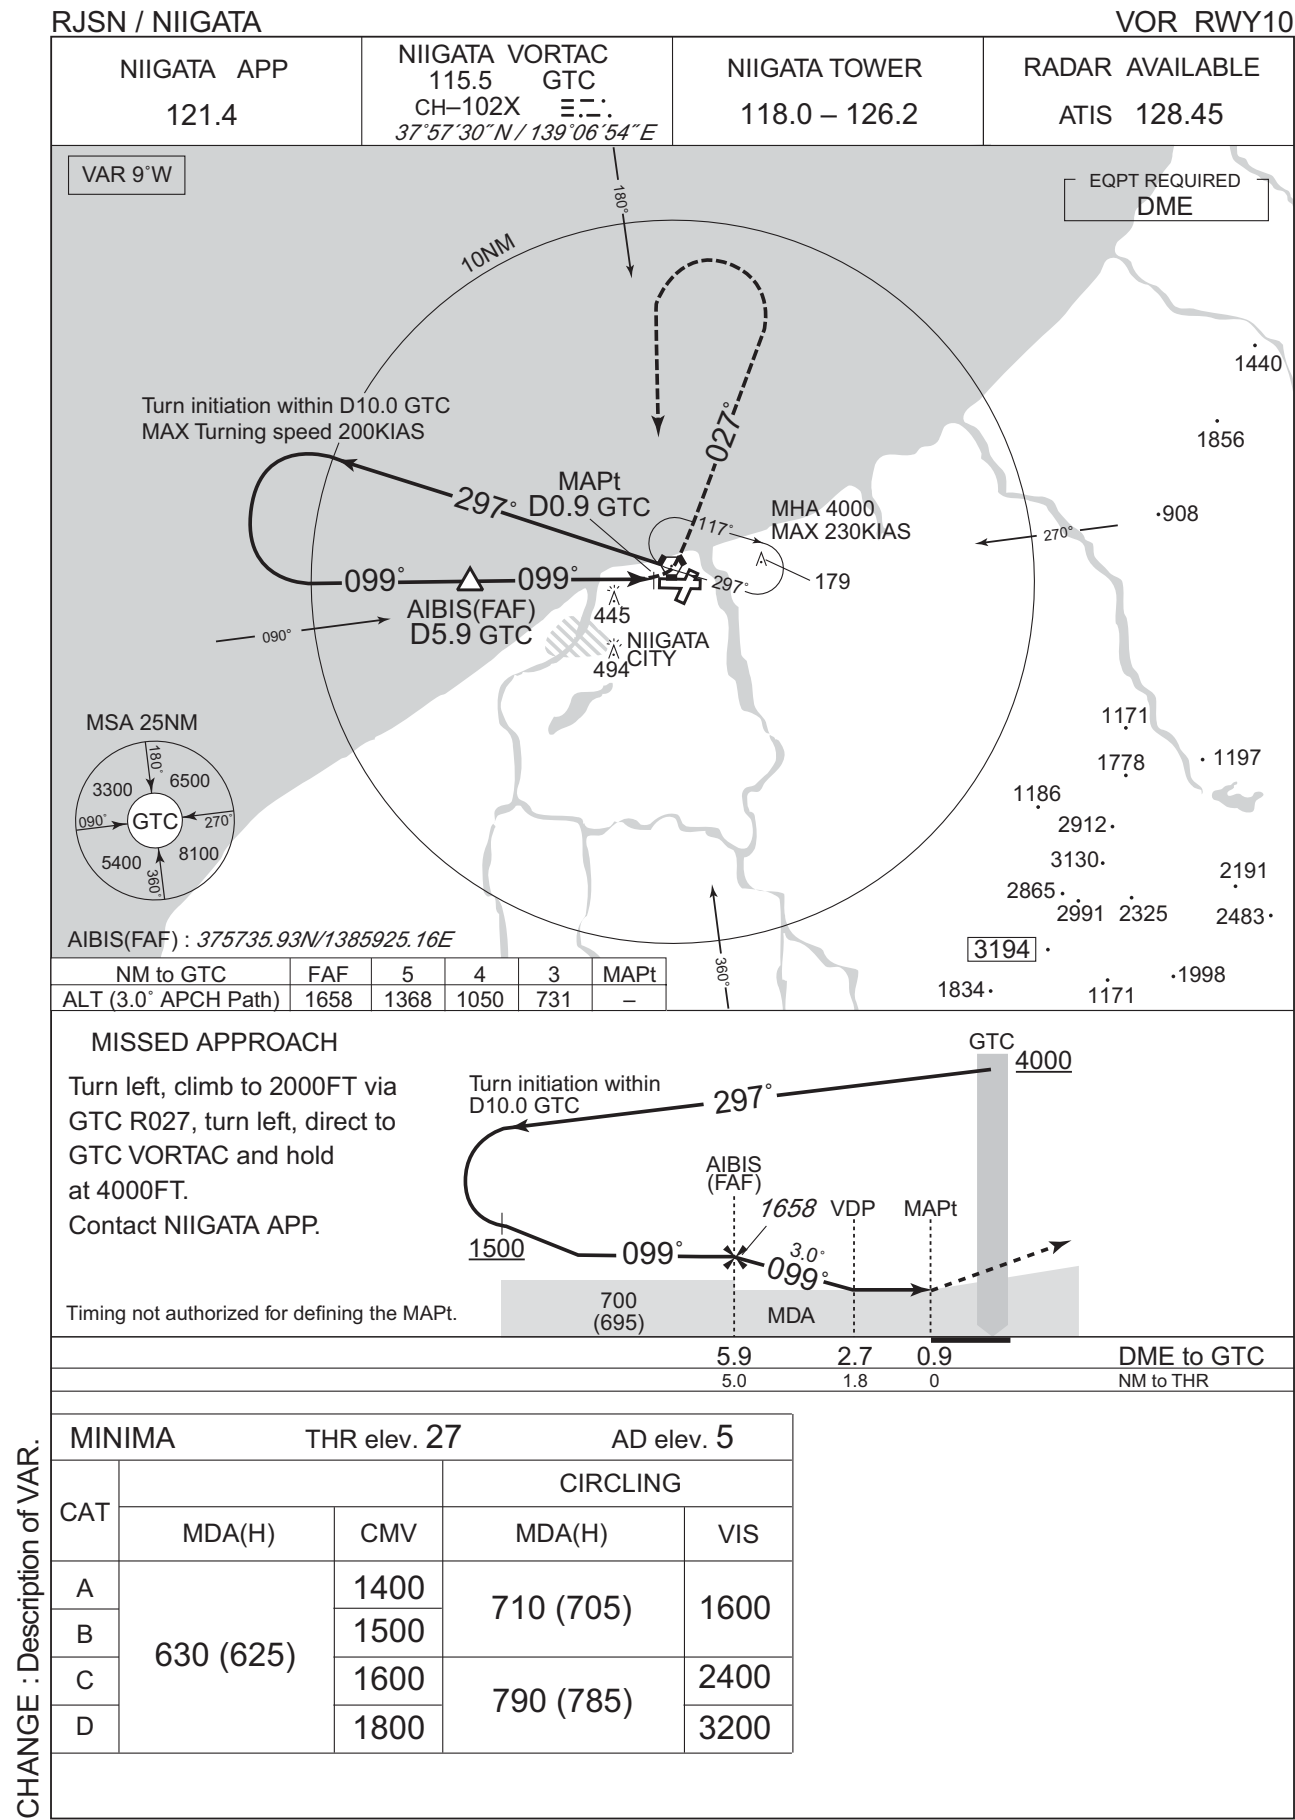 RJSN / NIIGATA
VOR RWY10
NIIGATA APP
121.4
NIIGATA VORTAC
115.5 GTC
CH–102X
37°57′30″N / 139°06′54″E
NIIGATA TOWER
118.0 – 126.2
RADAR AVAILABLE
ATIS 128.45
VAR 9°W
EQPT REQUIRED
DME
180°
10NM
1440
1856
908
Turn initiation within D10.0 GTC
MAX Turning speed 200KIAS
027°
297°
MAPt
D0.9 GTC
MHA 4000
MAX 230KIAS
117°
270°
179
297°
099°
099°
AIBIS(FAF)
D5.9 GTC
445
090°
NIIGATA
CITY
494
MSA 25NM
180°
3300
6500
090°
GTC
270°
5400
8100
360°
1171
1778
1197
1186
2912
3130
2865
2991
2325
2191
2483
3194
1834
1171
1998
360°
AIBIS(FAF) : 375735.93N/1385925.16E
NM to GTC FAF 5 4 3 MAPt
ALT (3.0° APCH Path) 1658 1368 1050 731 –
MISSED APPROACH
Turn left, climb to 2000FT via
GTC R027, turn left, direct to
GTC VORTAC and hold
at 4000FT.
Contact NIIGATA APP.
Timing not authorized for defining the MAPt.
GTC
4000
Turn initiation within
D10.0 GTC
297°
AIBIS
(FAF)
1658
VDP
MAPt
1500
099°
3.0°
099°
700
(695)
MDA
5.9 2.7 0.9 DME to GTC
5.0 1.8 0 NM to THR
MINIMA THR elev. 27 AD elev. 5
CAT
CIRCLING
MDA(H) CMV MDA(H) VIS
A
B
C
D
630 (625)
1400
1500
1600
1800
710 (705)
790 (785)
1600
2400
3200
CHANGE : Description of VAR.